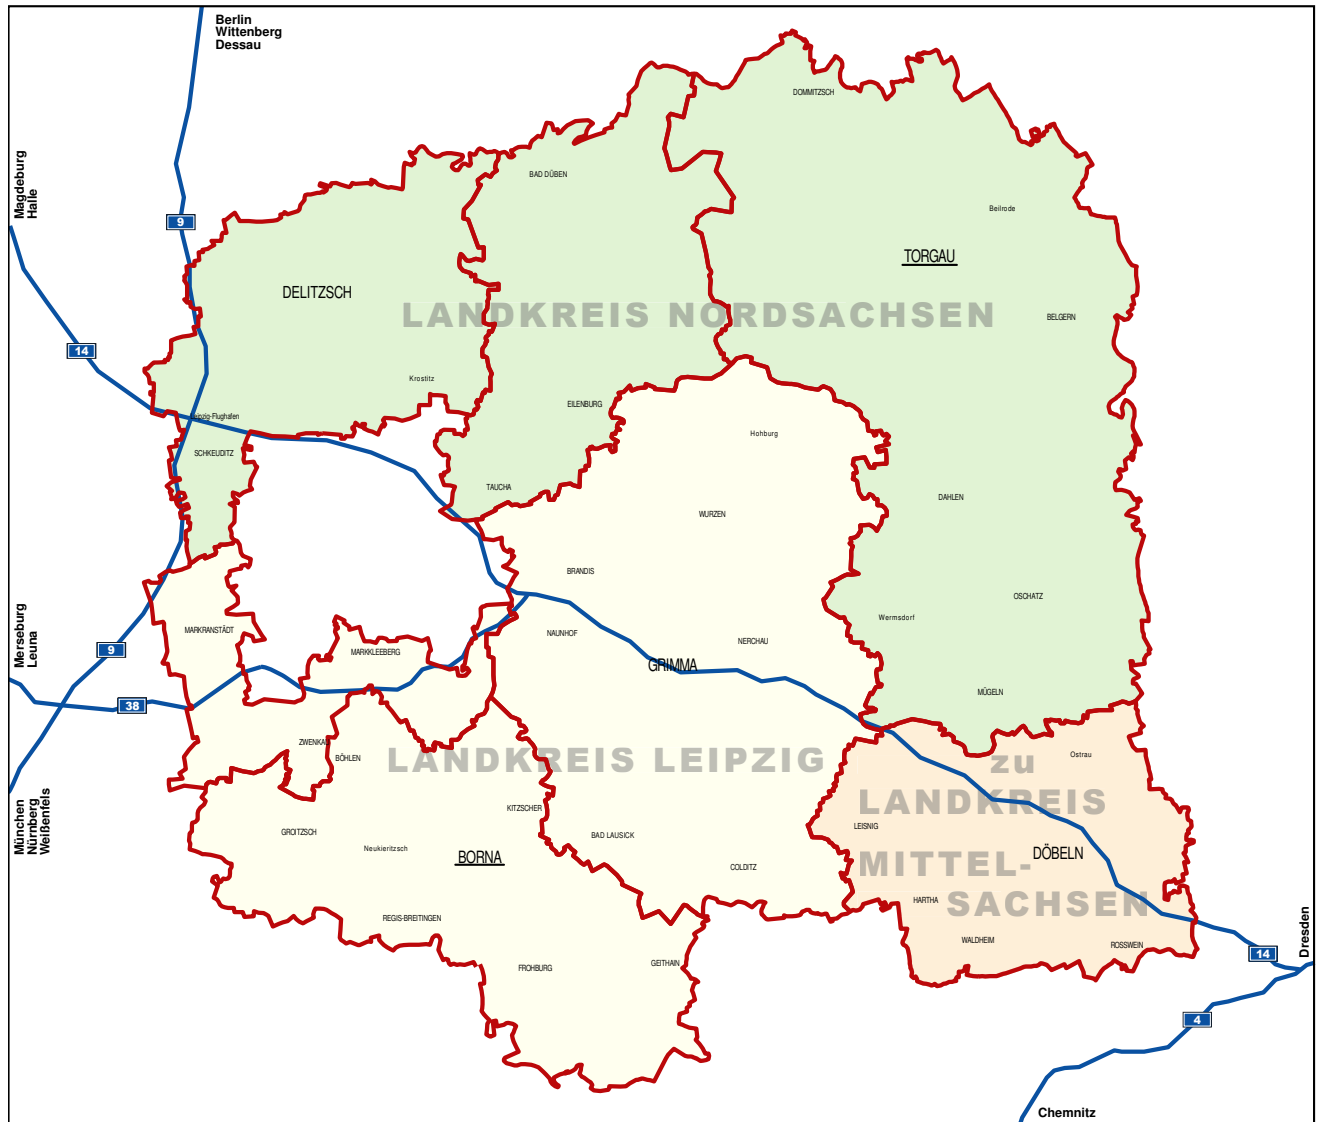 Berlin
Wittenberg
Dessau
Magdeburg
Halle
9
14
DOMMITZSCH
BAD DÜBEN
Beilrode
TORGAU
DELITZSCH
LANDKREIS NORDSACHSEN
BELGERN
Krostitz
EILENBURG
Leipzig-Flughafen
Hohburg
SCHKEUDITZ
TAUCHA
DAHLEN
WURZEN
BRANDIS
OSCHATZ
Wermsdorf
Merseburg
Leuna
MARKRANSTÄDT
NAUNHOF
NERCHAU
9
MARKKLEEBERG
GRIMMA
MÜGELN
38
ZWENKAU
BÖHLEN
LANDKREIS LEIPZIG
Ostrau
zu
LANDKREIS
MITTEL-
SACHSEN
München
Nürnberg
Weißenfels
KITZSCHER
GROITZSCH
Neukieritzsch
BORNA
BAD LAUSICK
LEISNIG
DÖBELN
COLDITZ
HARTHA
REGIS-BREITINGEN
WALDHEIM
ROSSWEIN
FROHBURG
GEITHAIN
14
Dresden
4
Chemnitz